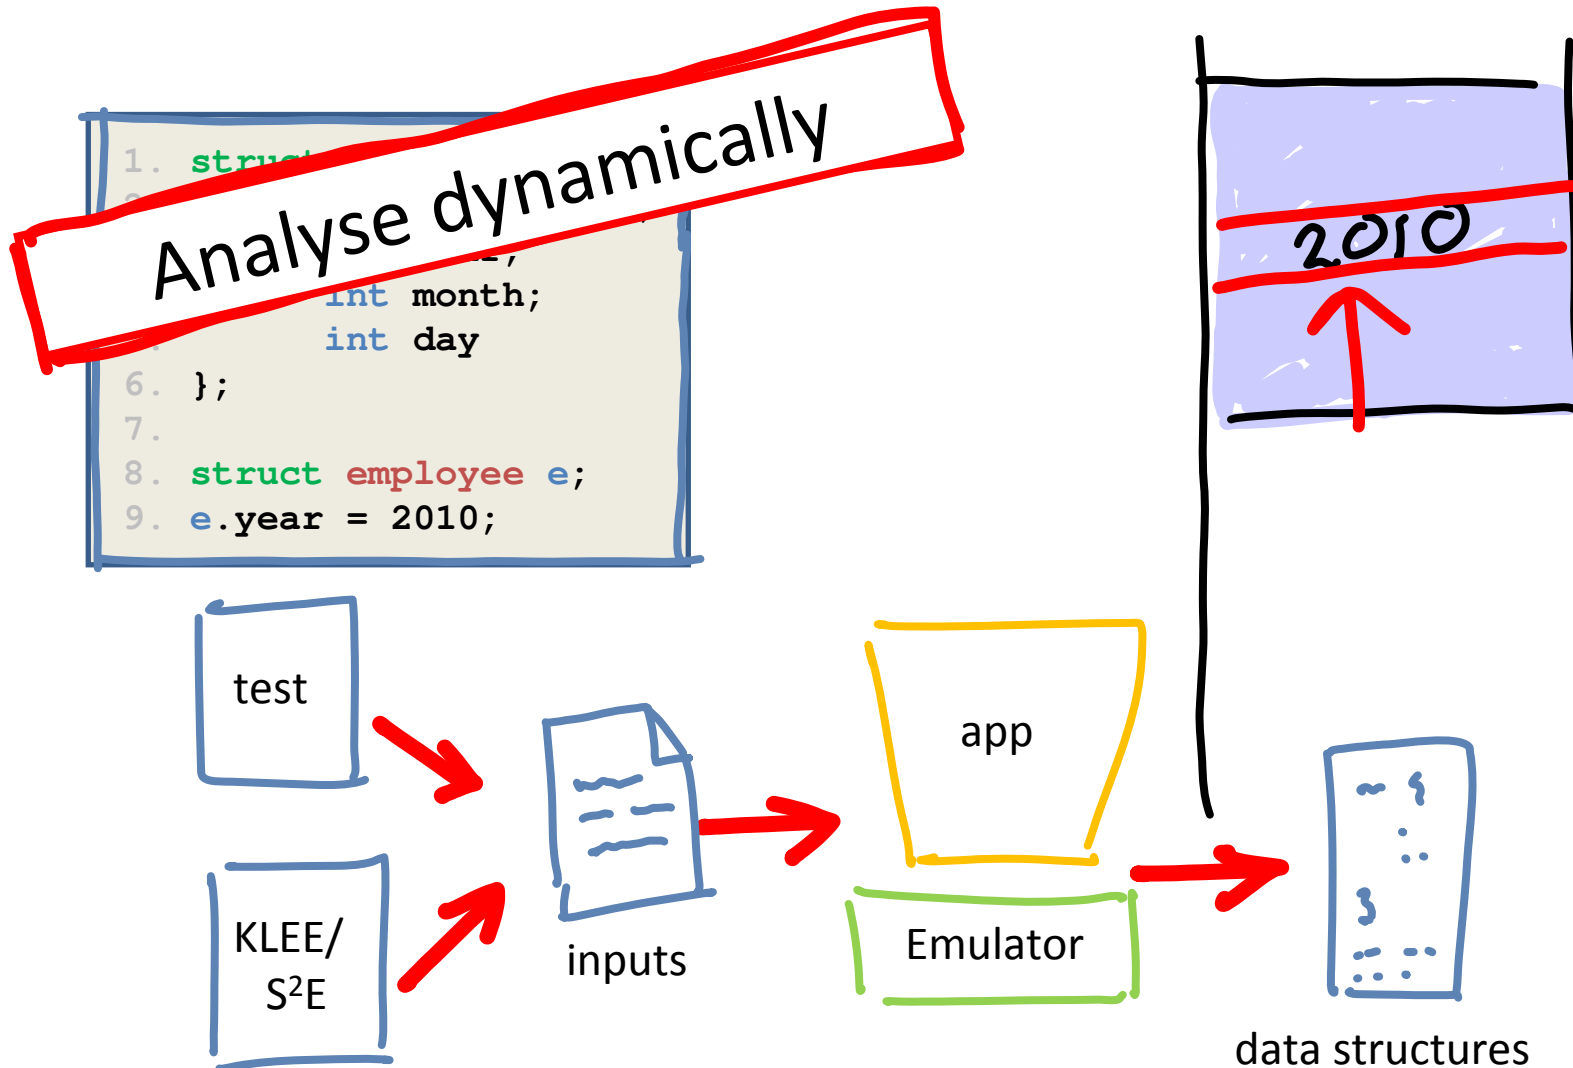 Analyse dynamically
1. struct
int month;
int day
6. };
7.
8. struct employee e;
9. e.year = 2010;
2010
test
KLEE/
S²E
inputs
app
Emulator
data structures